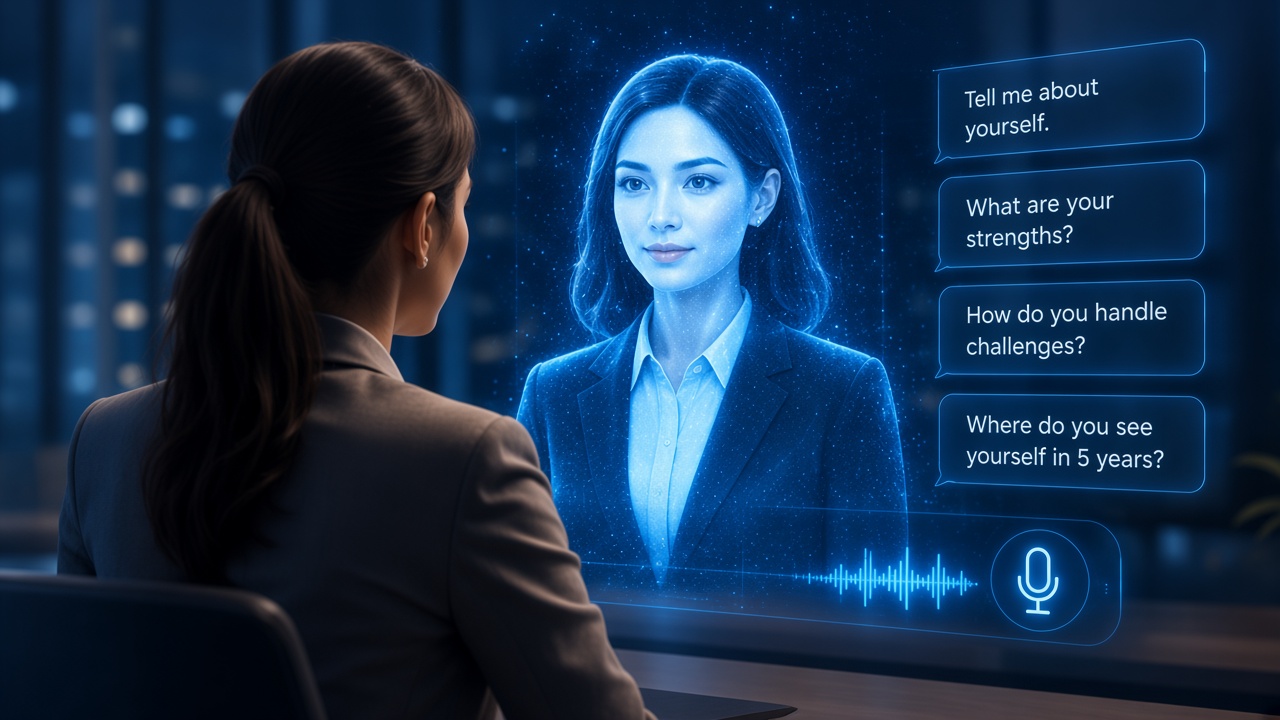 Tell me about
yourself.
What are your
strengths?
How do you handle
challenges?
Where do you see
yourself in 5 years?